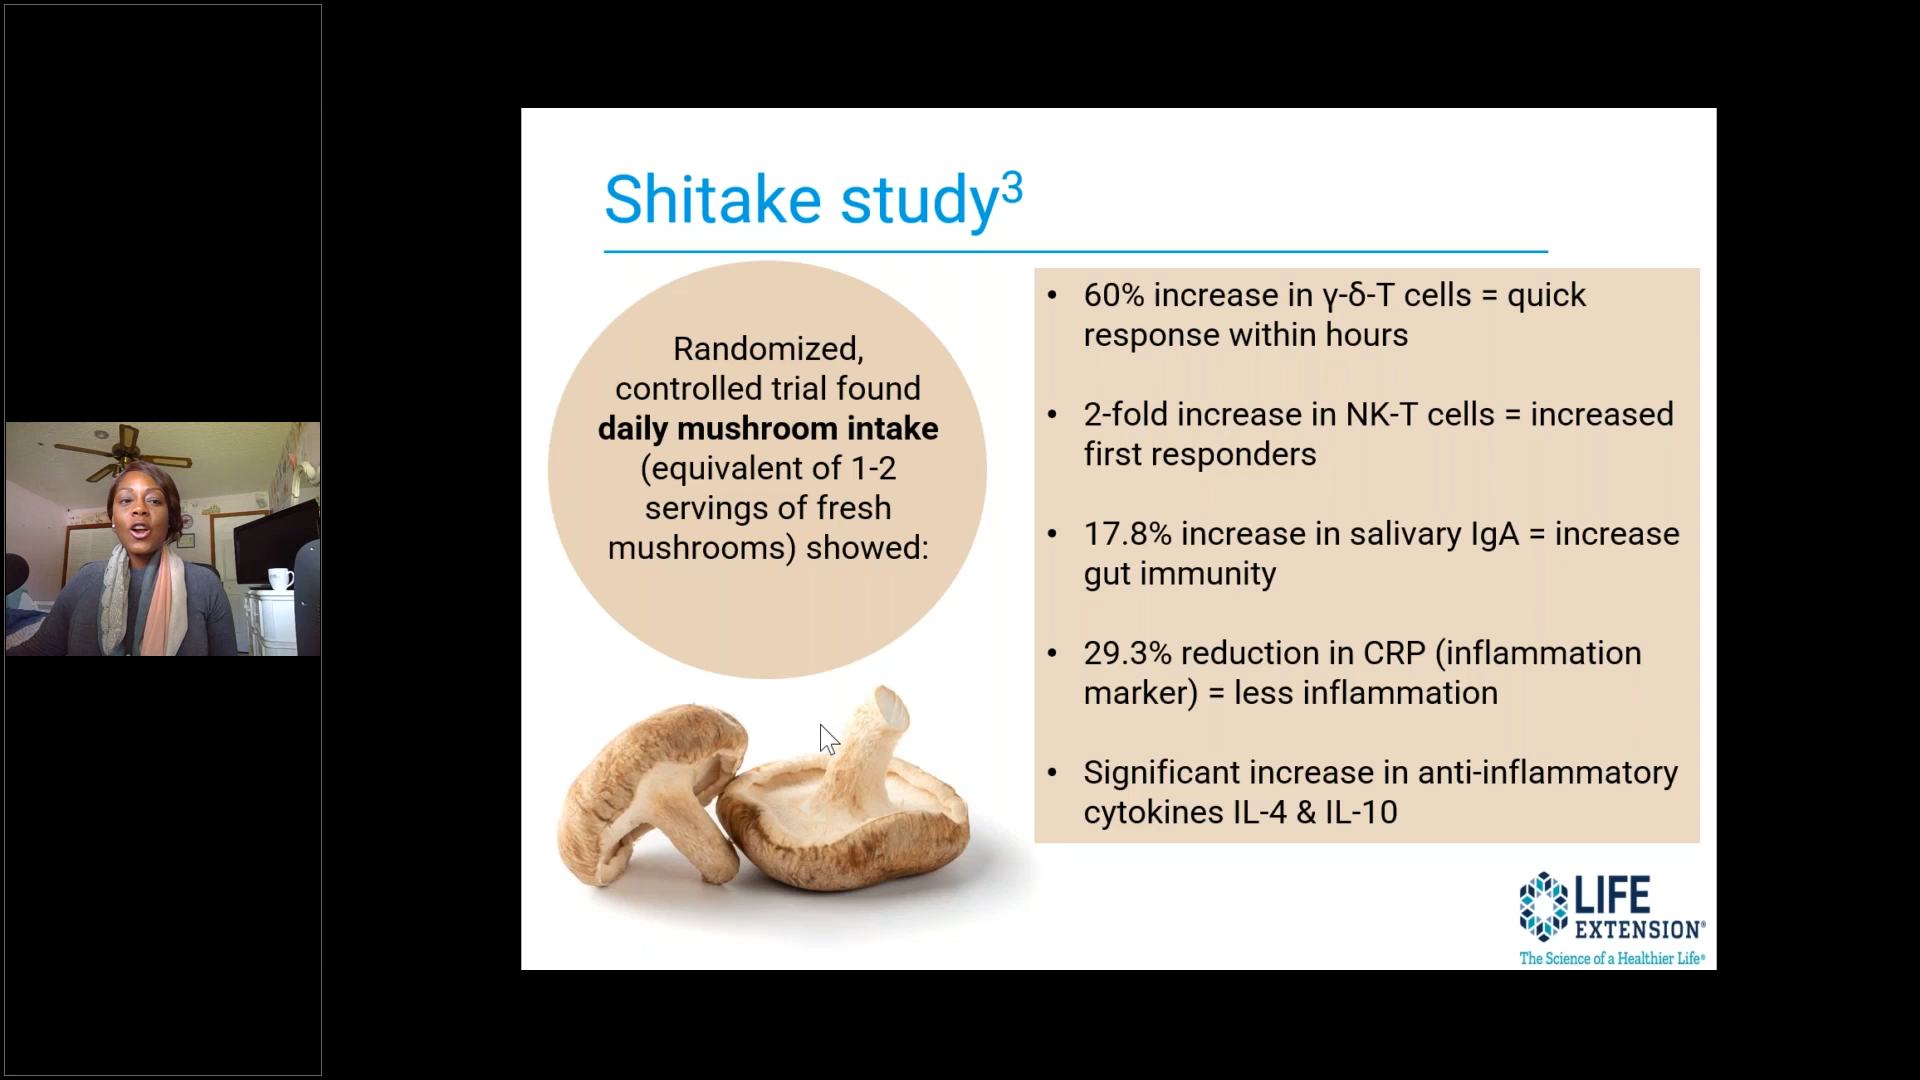 Shitake study³
Randomized,
controlled trial found
daily mushroom intake
(equivalent of 1-2
servings of fresh
mushrooms) showed:
• 60% increase in γ-δ-T cells = quick
response within hours
• 2-fold increase in NK-T cells = increased
first responders
• 17.8% increase in salivary IgA = increase
gut immunity
• 29.3% reduction in CRP (inflammation
marker) = less inflammation
• Significant increase in anti-inflammatory
cytokines IL-4 & IL-10
LIFE
EXTENSION®
The Science of a Healthier Life®